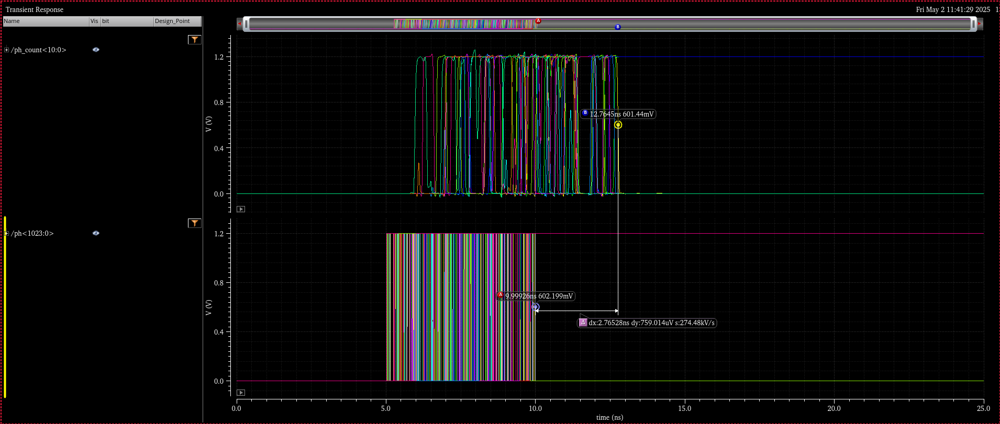 Transient Response
Fri May 2 11:41:29 2025 1
Name Vis bit Design_Point
A
B
/ph_count<10:0>
1.2
0.8
0.4
0.0
V (V)
B 12.7645ns 601.44mV
/ph<1023:0>
1.2
0.8
0.4
0.0
V (V)
A 9.99926ns 602.199mV
Δ dx:2.76528ns dy:759.014uV s:274.48kV/s
0.0 5.0 10.0 15.0 20.0 25.0
time (ns)